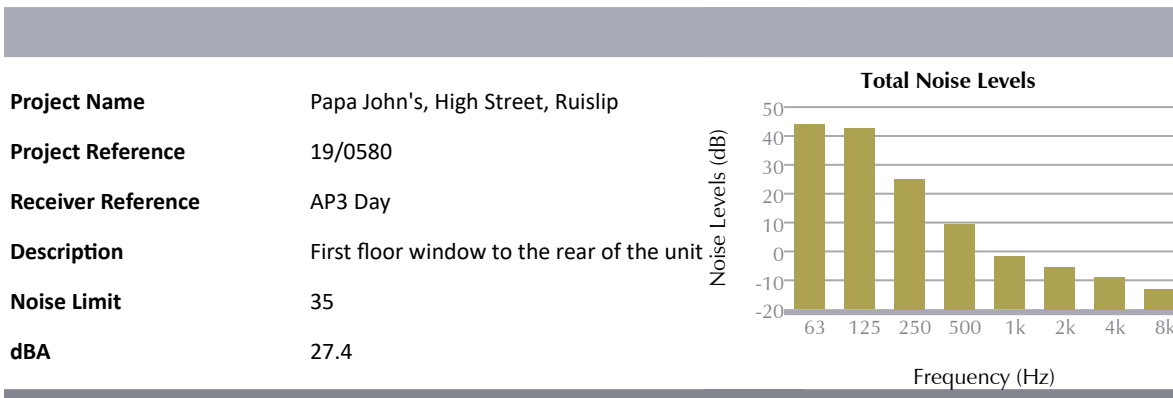 Project Name Papa John's, High Street, Ruislip
Project Reference 19/0580
Receiver Reference AP3 Day
Description First floor window to the rear of the unit
Noise Limit 35
dBA 27.4
Total Noise Levels
Noise Levels (dB)
50
40
30
20
10
0
-10
-20
63 125 250 500 1k 2k 4k 8k
Frequency (Hz)